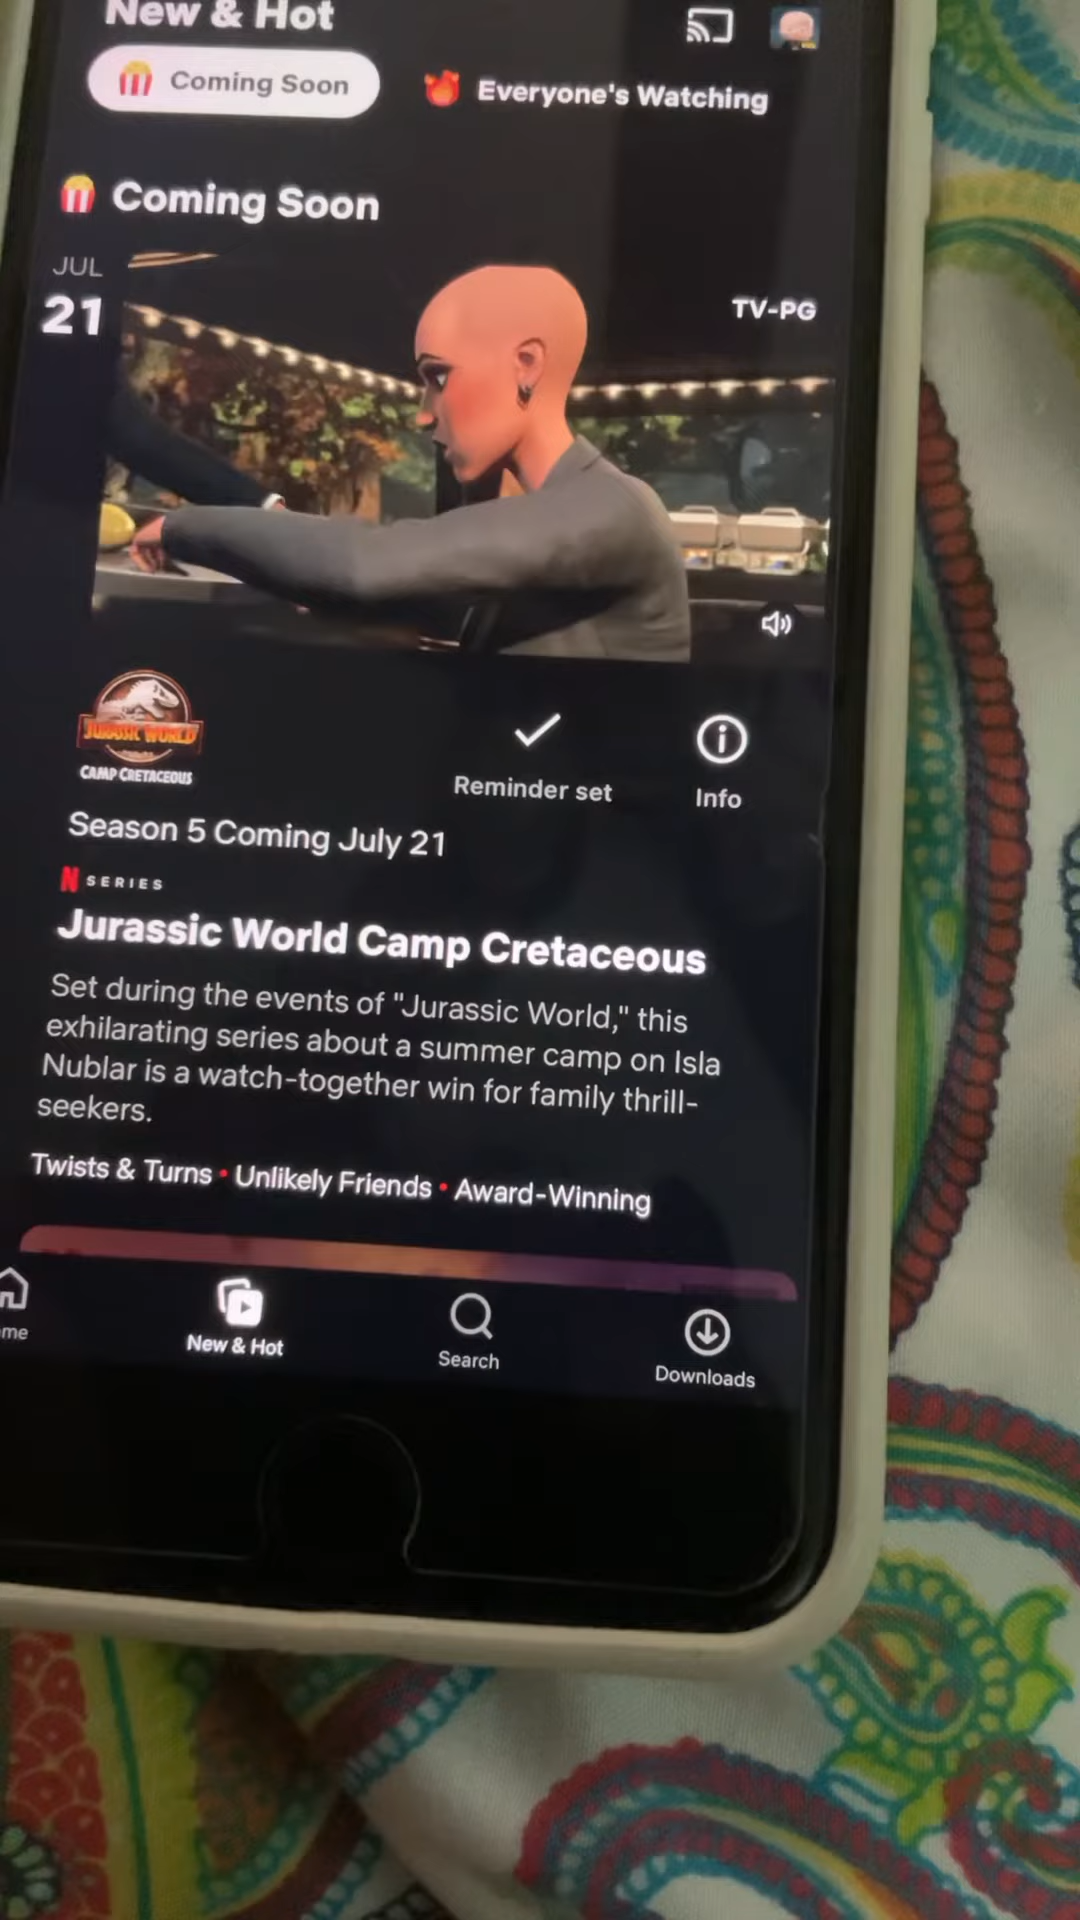 New & Hot
Coming Soon
Everyone's Watching
Coming Soon
JUL
21
TV-PG
JURASSIC WORLD
CAMP CRETACEOUS
Reminder set
Info
Season 5 Coming July 21
N SERIES
Jurassic World Camp Cretaceous
Set during the events of "Jurassic World," this
exhilarating series about a summer camp on Isla
Nublar is a watch-together win for family thrill-
seekers.
Twists & Turns • Unlikely Friends • Award-Winning
me
New & Hot
Search
Downloads